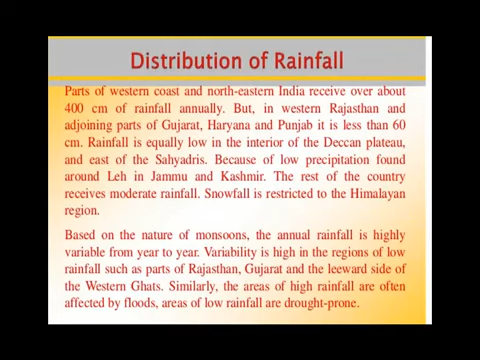 Distribution of Rainfall
Parts of western coast and north-eastern India receive over about
400 cm of rainfall annually. But, in western Rajasthan and
adjoining parts of Gujarat, Haryana and Punjab it is less than 60
cm. Rainfall is equally low in the interior of the Deccan plateau,
and east of the Sahyadris. Because of low precipitation found
around Leh in Jammu and Kashmir. The rest of the country
receives moderate rainfall. Snowfall is restricted to the Himalayan
region.
Based on the nature of monsoons, the annual rainfall is highly
variable from year to year. Variability is high in the regions of low
rainfall such as parts of Rajasthan, Gujarat and the leeward side of
the Western Ghats. Similarly, the areas of high rainfall are often
affected by floods, areas of low rainfall are drought-prone.